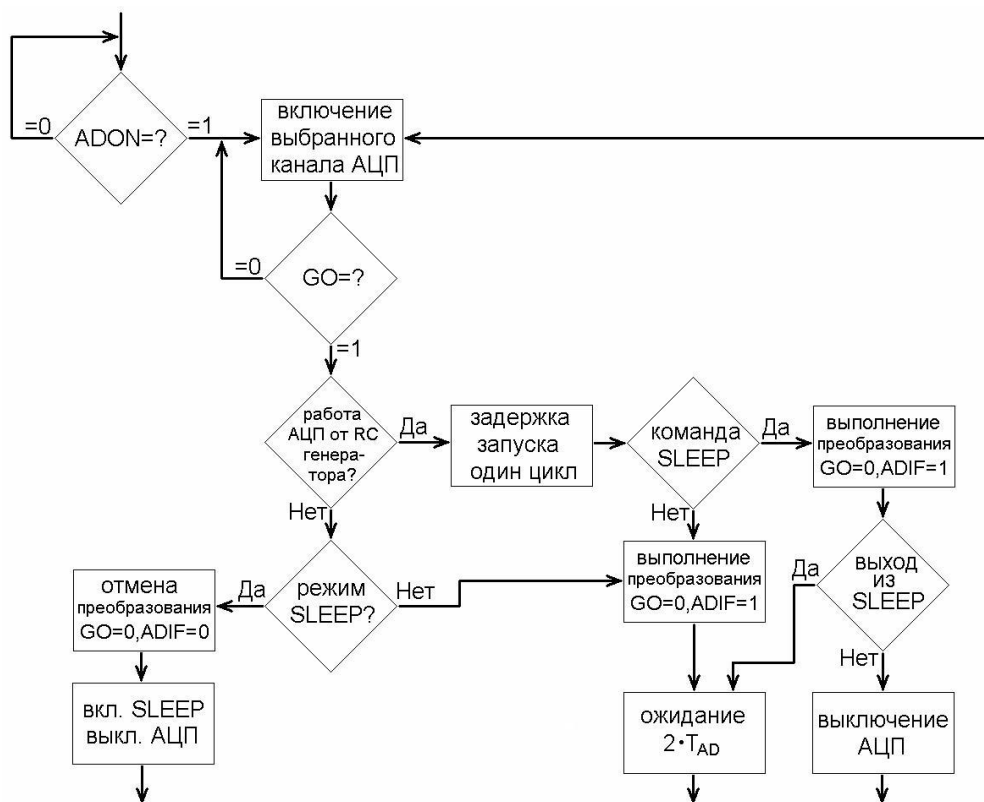 =0
ADON=?
=1
включение
выбранного
канала АЦП
=0
GO=?
=1
работа
АЦП от RC
генера-
тора?
Да
Нет
задержка
запуска
один цикл
команда
SLEEP
Да
Нет
выполнение
преобразования
GO=0,ADIF=1
отмена
преобразования
GO=0,ADIF=0
Да
режим
SLEEP?
Нет
выполнение
преобразования
GO=0,ADIF=1
Да
выход
из
SLEEP
Нет
вкл. SLEEP
выкл. АЦП
ожидание
2·TAD
выключение
АЦП